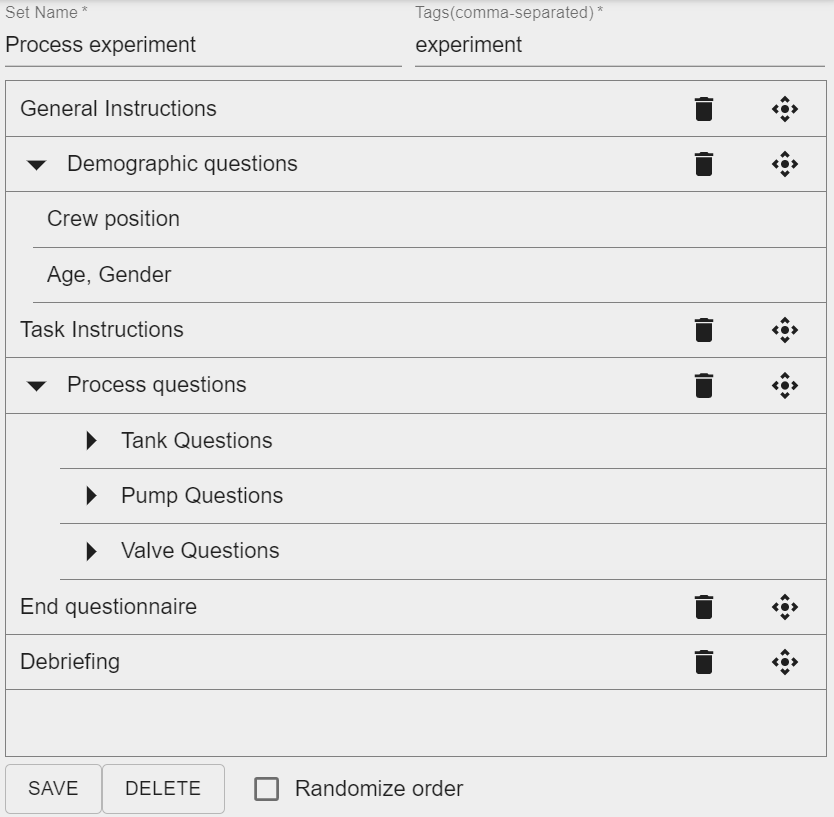 Set Name *
Tags(comma-separated) *
Process experiment
experiment
General Instructions
Demographic questions
Crew position
Age, Gender
Task Instructions
Process questions
Tank Questions
Pump Questions
Valve Questions
End questionnaire
Debriefing
SAVE
DELETE
Randomize order